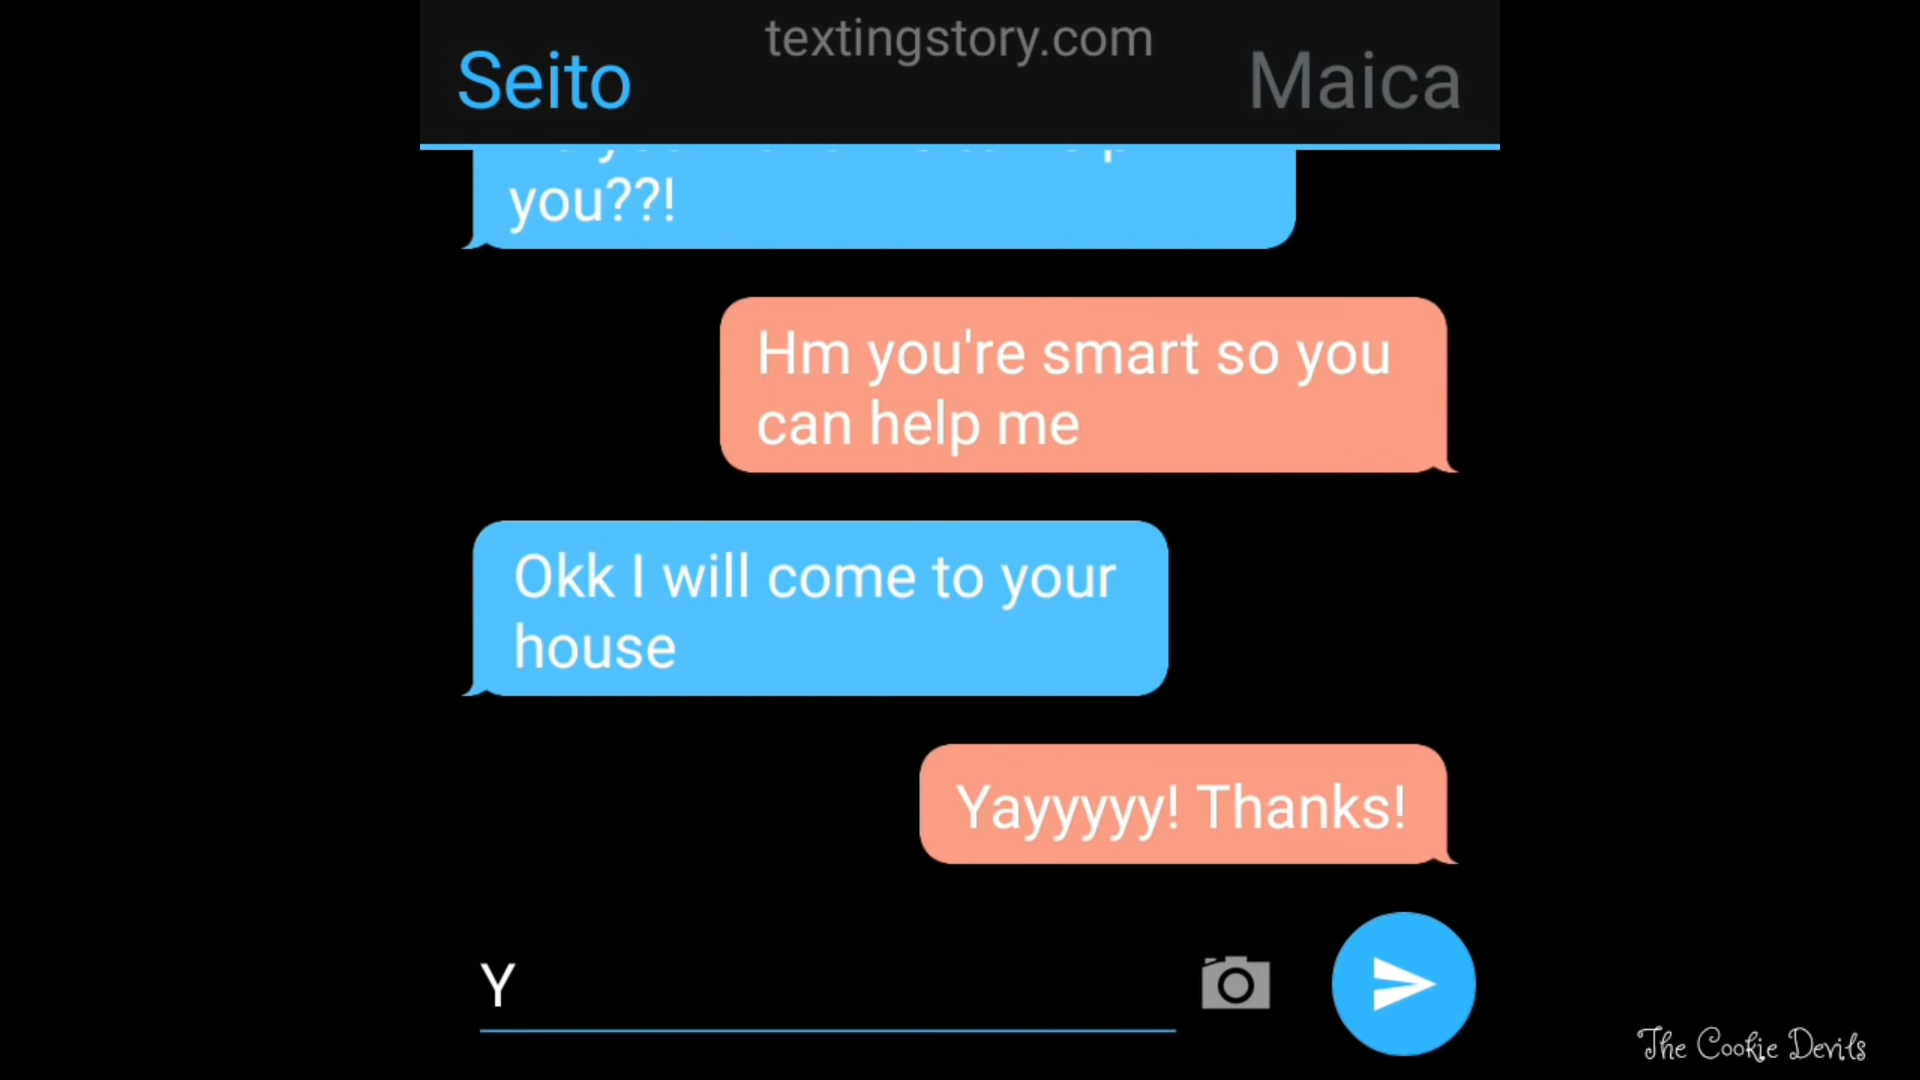 textingstory.com
Seito
Maica
you??!
Hm you're smart so you
can help me
Okk I will come to your
house
Yayyyyy! Thanks!
Y
The Cookie Devils